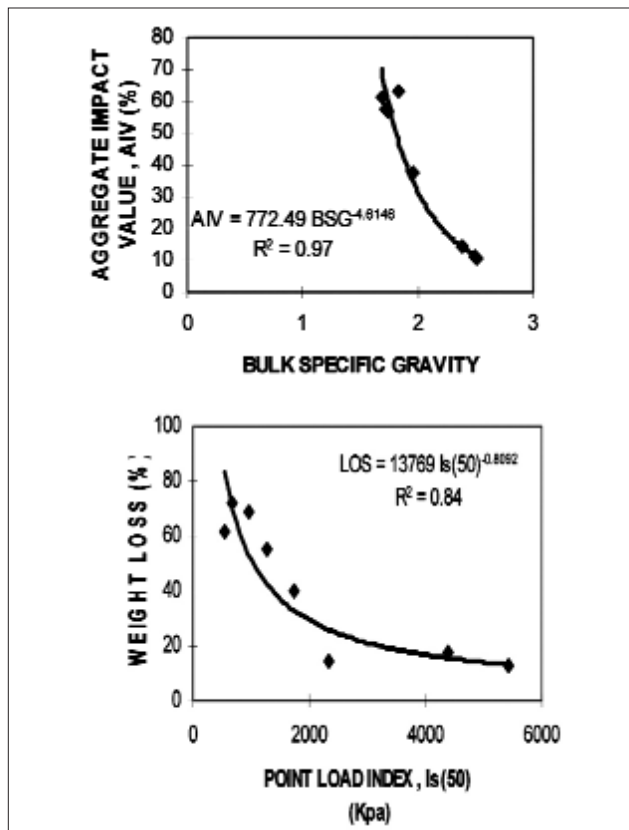 80
70
60
50
40
30
20
10
0
AGGREGATE IMPACT
VALUE , AIV (%)
AIV = 772.49 BSG^-4.6146
R² = 0.97
0 1 2 3
BULK SPECIFIC GRAVITY
100
80
60
40
20
0
WEIGHT LOSS (%)
LOS = 13769 Is(50)^-0.8092
R² = 0.84
0 2000 4000 6000
POINT LOAD INDEX , Is(50)
(Kpa)